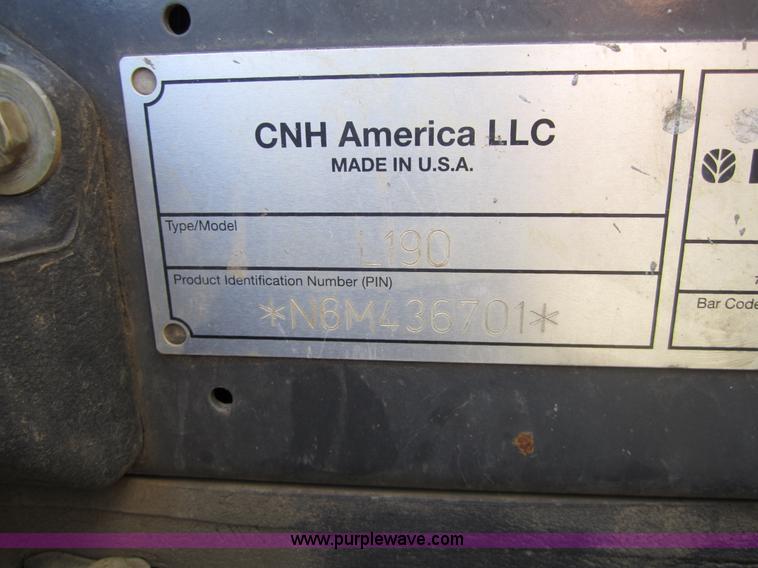 CNH America LLC
MADE IN U.S.A.
Type/Model
L190
Product Identification Number (PIN)
*N6M436701*
Bar Code
www.purplewave.com